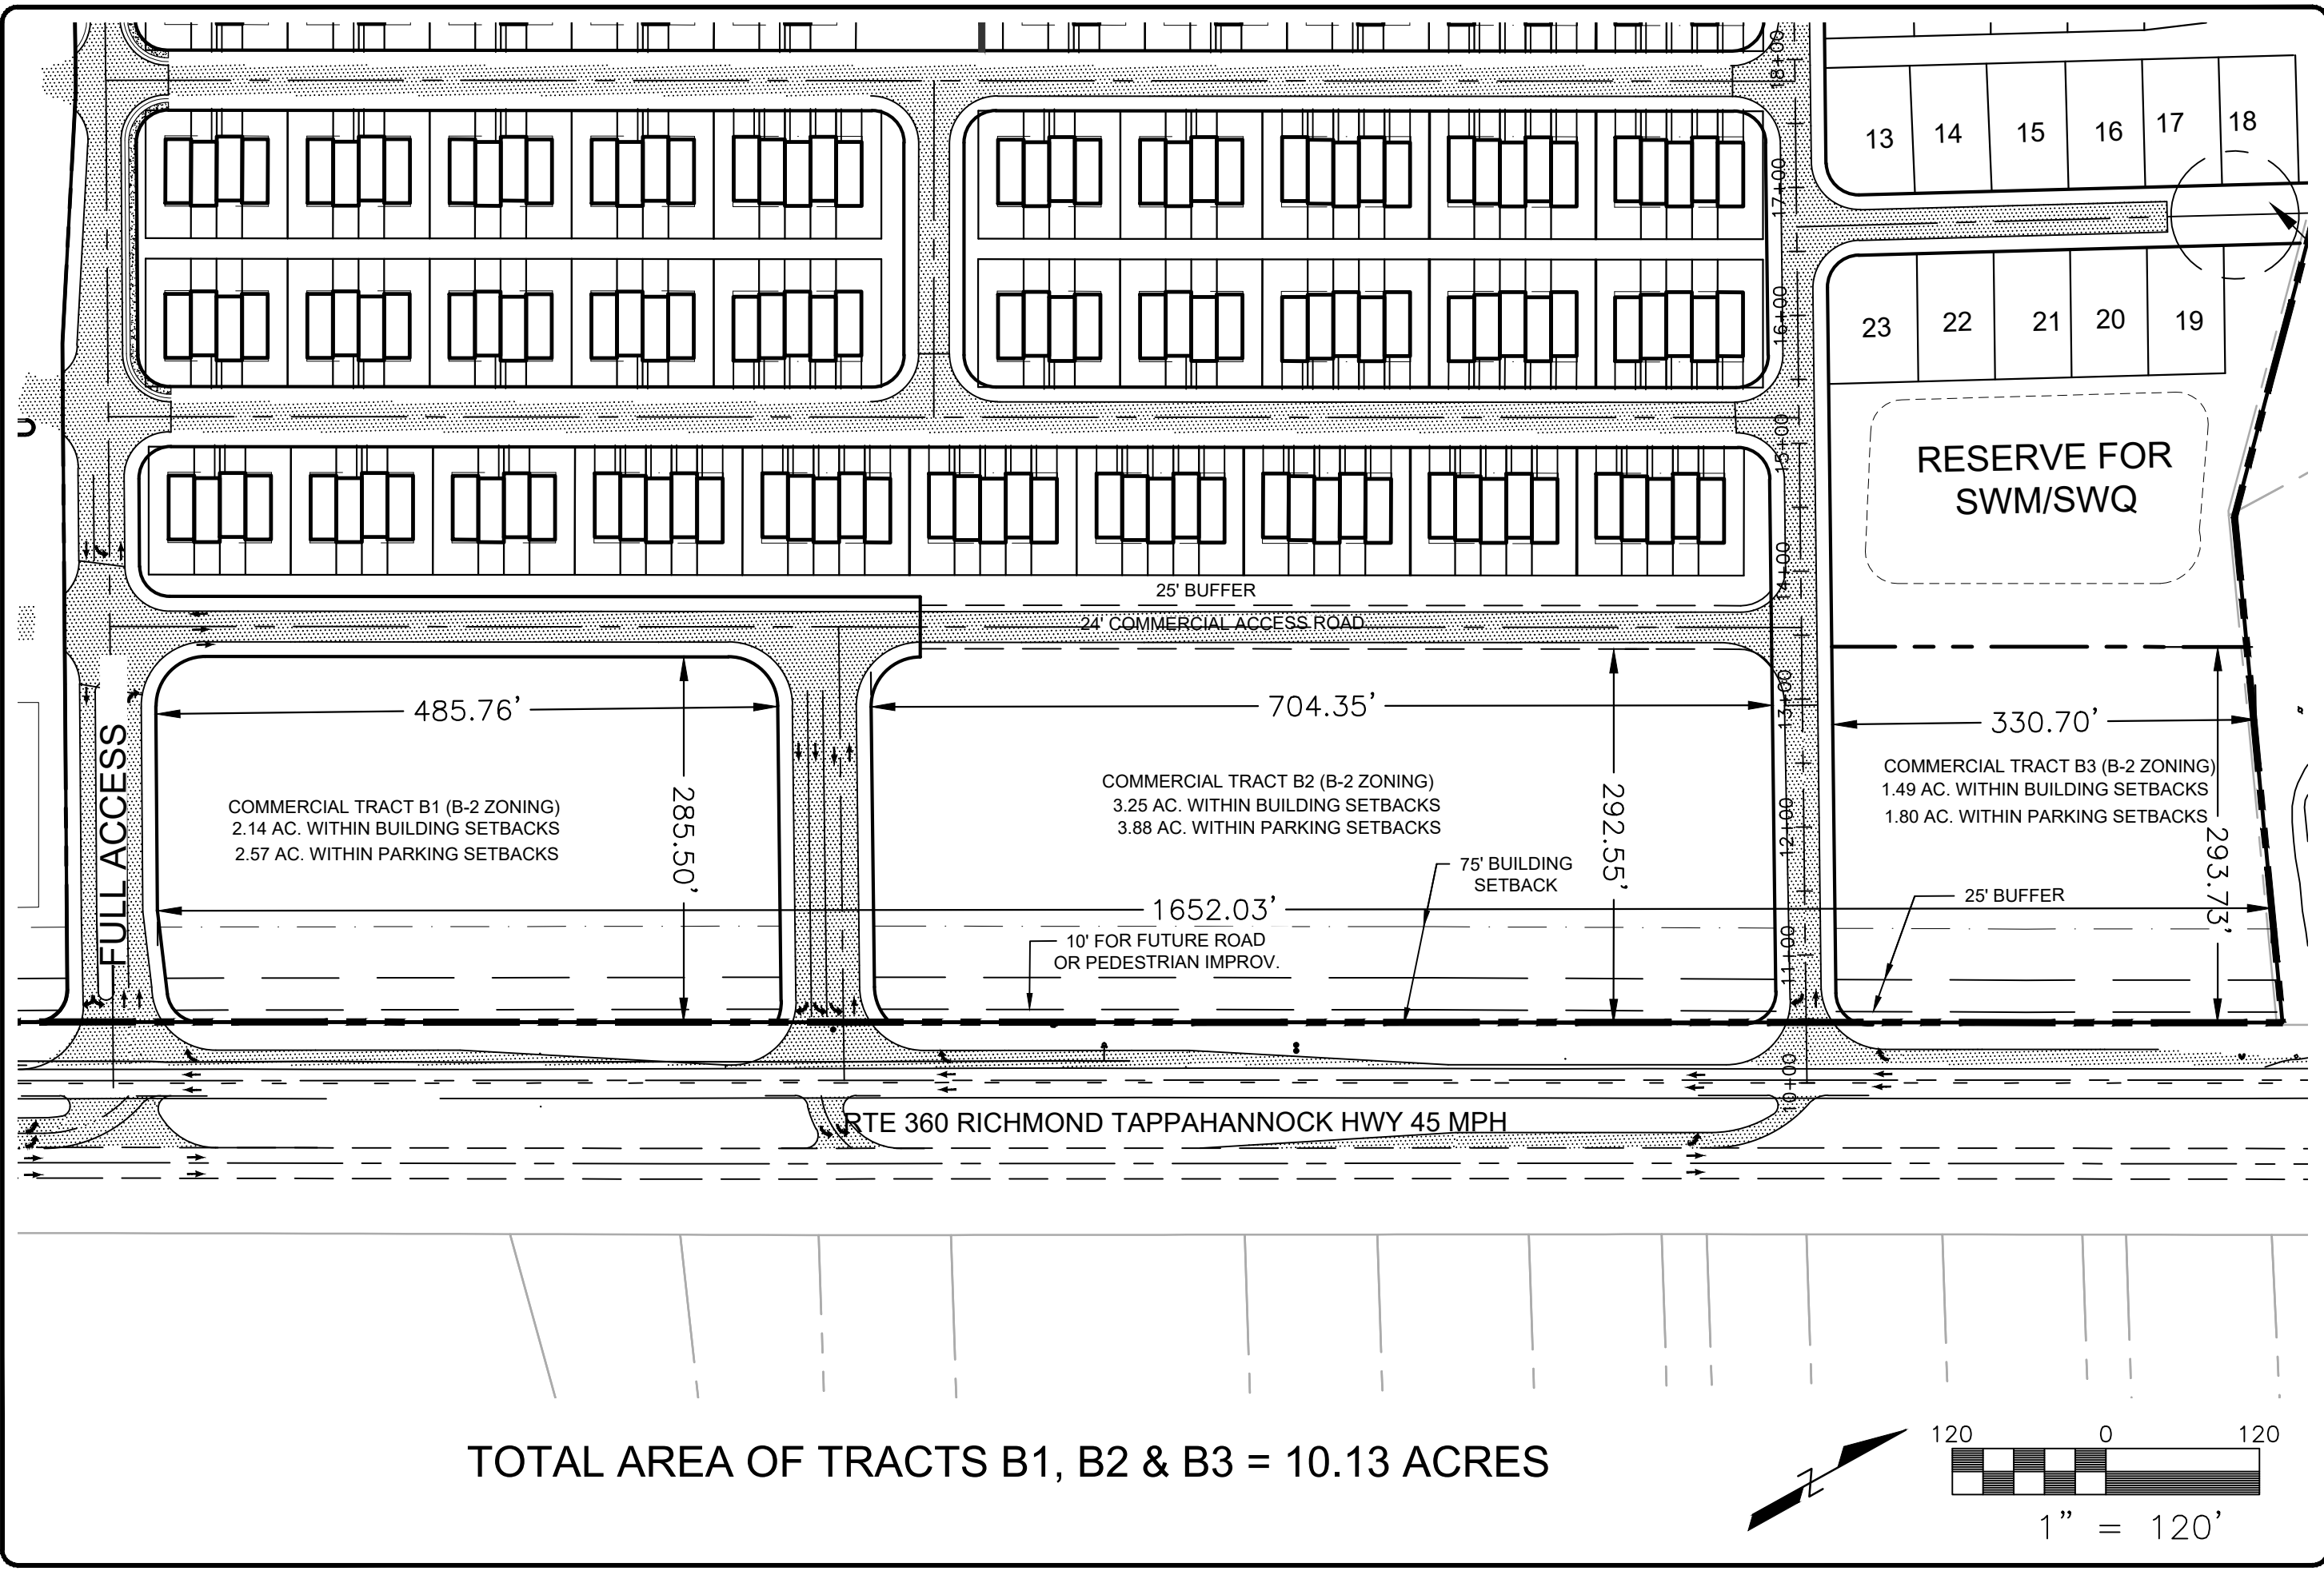 18+00
13
14
15
16
17
18
17+00
16+00
23
22
21
20
19
15+00
RESERVE FOR
SWM/SWQ
14+00
25' BUFFER
24' COMMERCIAL ACCESS ROAD
13+00
485.76’
704.35’
330.70’
FULL ACCESS
COMMERCIAL TRACT B1 (B-2 ZONING)
2.14 AC. WITHIN BUILDING SETBACKS
2.57 AC. WITHIN PARKING SETBACKS
285.50’
COMMERCIAL TRACT B2 (B-2 ZONING)
3.25 AC. WITHIN BUILDING SETBACKS
3.88 AC. WITHIN PARKING SETBACKS
292.55’
COMMERCIAL TRACT B3 (B-2 ZONING)
1.49 AC. WITHIN BUILDING SETBACKS
1.80 AC. WITHIN PARKING SETBACKS
293.73’
12+00
75' BUILDING
SETBACK
25' BUFFER
1652.03’
10' FOR FUTURE ROAD
OR PEDESTRIAN IMPROV.
11+00
10+00
RTE 360 RICHMOND TAPPAHANNOCK HWY 45 MPH
TOTAL AREA OF TRACTS B1, B2 & B3 = 10.13 ACRES
Z
120 0 120
1” = 120’